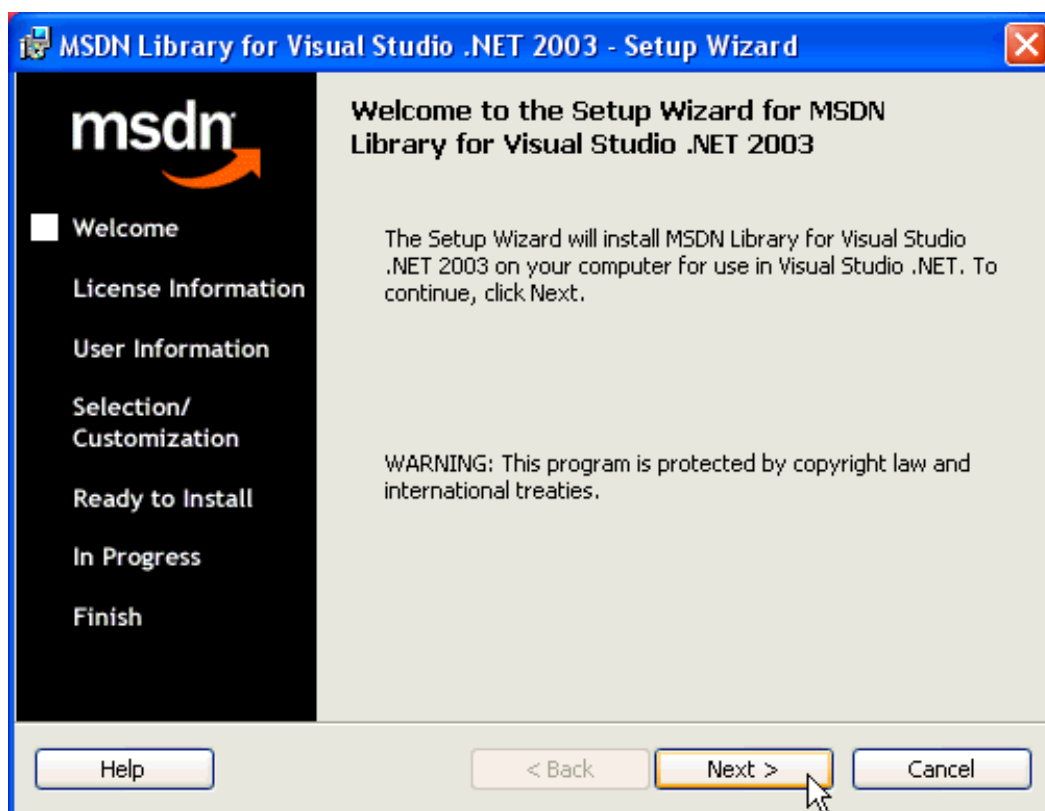 MSDN Library for Visual Studio .NET 2003 - Setup Wizard
msdn
Welcome
License Information
User Information
Selection/
Customization
Ready to Install
In Progress
Finish
Welcome to the Setup Wizard for MSDN
Library for Visual Studio .NET 2003
The Setup Wizard will install MSDN Library for Visual Studio
.NET 2003 on your computer for use in Visual Studio .NET. To
continue, click Next.
WARNING: This program is protected by copyright law and
international treaties.
Help
< Back
Next >
Cancel